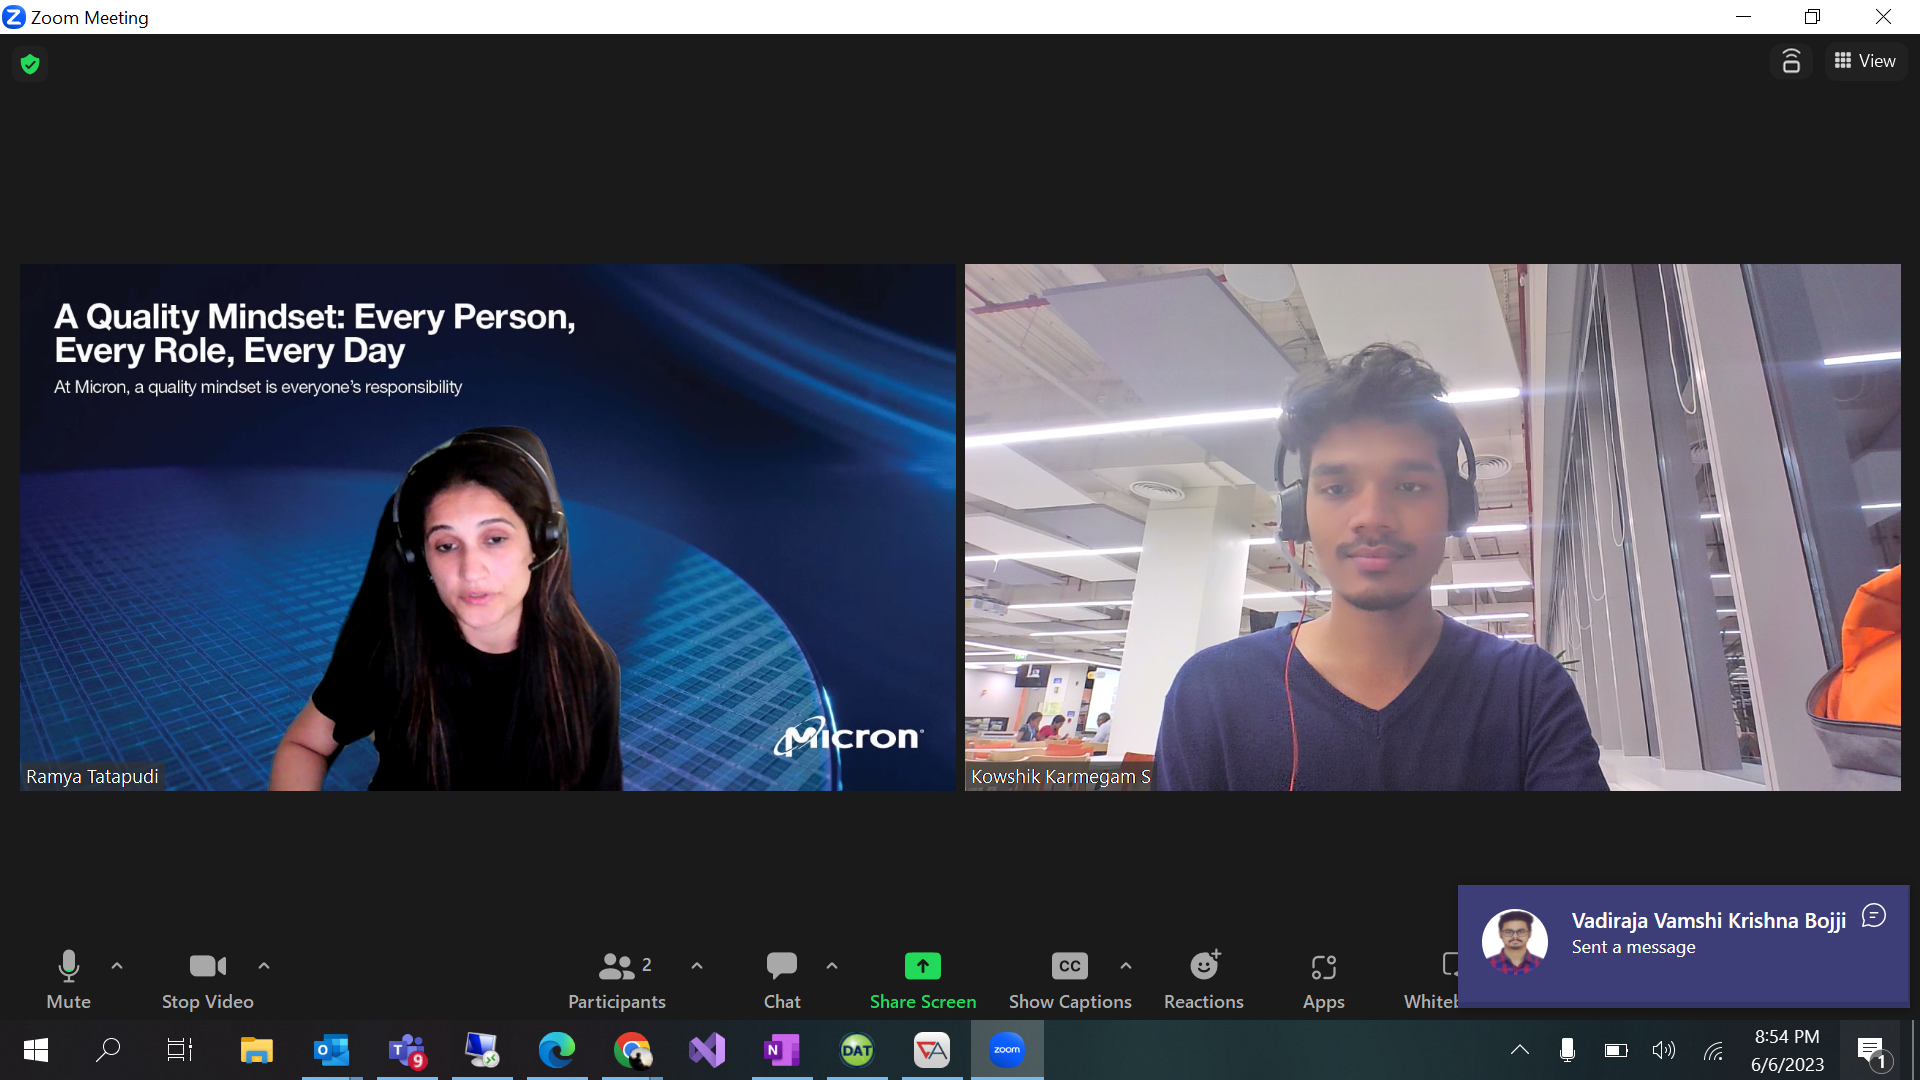 Zoom Meeting
View
A Quality Mindset: Every Person,
Every Role, Every Day
At Micron, a quality mindset is everyone's responsibility
Micron
Ramya Tatapudi
Kowshik Karmegam S
Vadiraja Vamshi Krishna Bojji
Sent a message
2
CC
Mute
Stop Video
Participants
Chat
Share Screen
Show Captions
Reactions
Apps
O
T
9
N
DAT
zoom
8:54 PM
6/6/2023
1